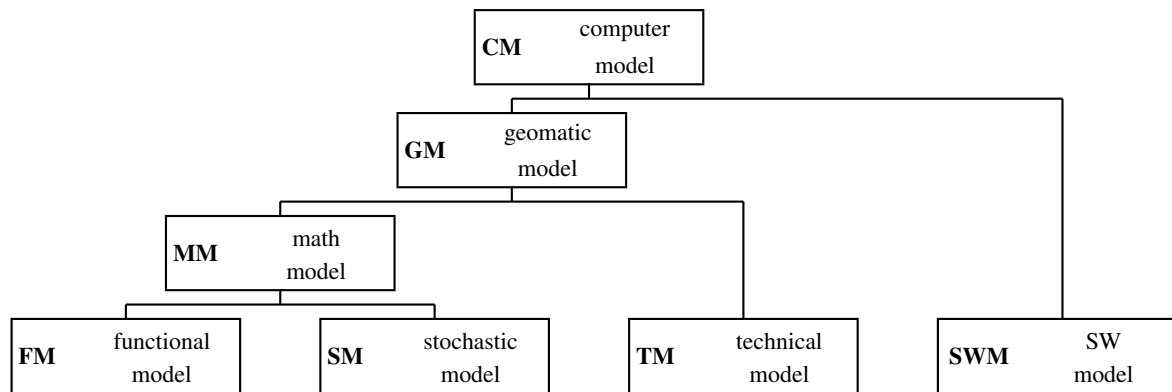 CM computer
model
GM geomatic
model
MM math
model
FM functional
model
SM stochastic
model
TM technical
model
SWM SW
model